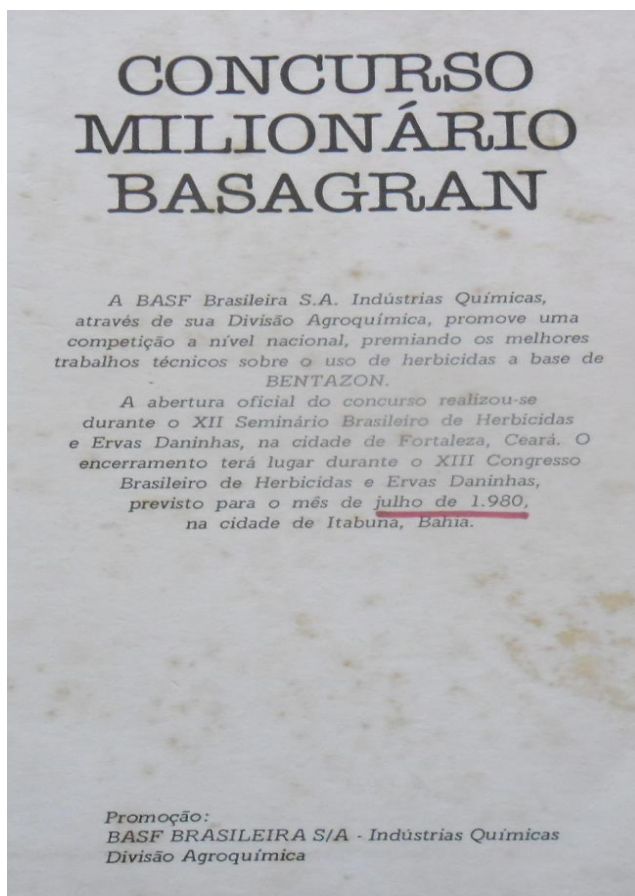 CONCURSO
MILIONÁRIO
BASAGRAN
A BASF Brasileira S.A. Indústrias Químicas,
através de sua Divisão Agroquímica, promove uma
competição a nível nacional, premiando os melhores
trabalhos técnicos sobre o uso de herbicidas a base de
BENTAZON.
A abertura oficial do concurso realizou-se
durante o XII Seminário Brasileiro de Herbicidas
e Ervas Daninhas, na cidade de Fortaleza, Ceará. O
encerramento terá lugar durante o XIII Congresso
Brasileiro de Herbicidas e Ervas Daninhas,
previsto para o mês de julho de 1.980,
na cidade de Itabuna, Bahia.
Promoção:
BASF BRASILEIRA S/A - Indústrias Químicas
Divisão Agroquímica